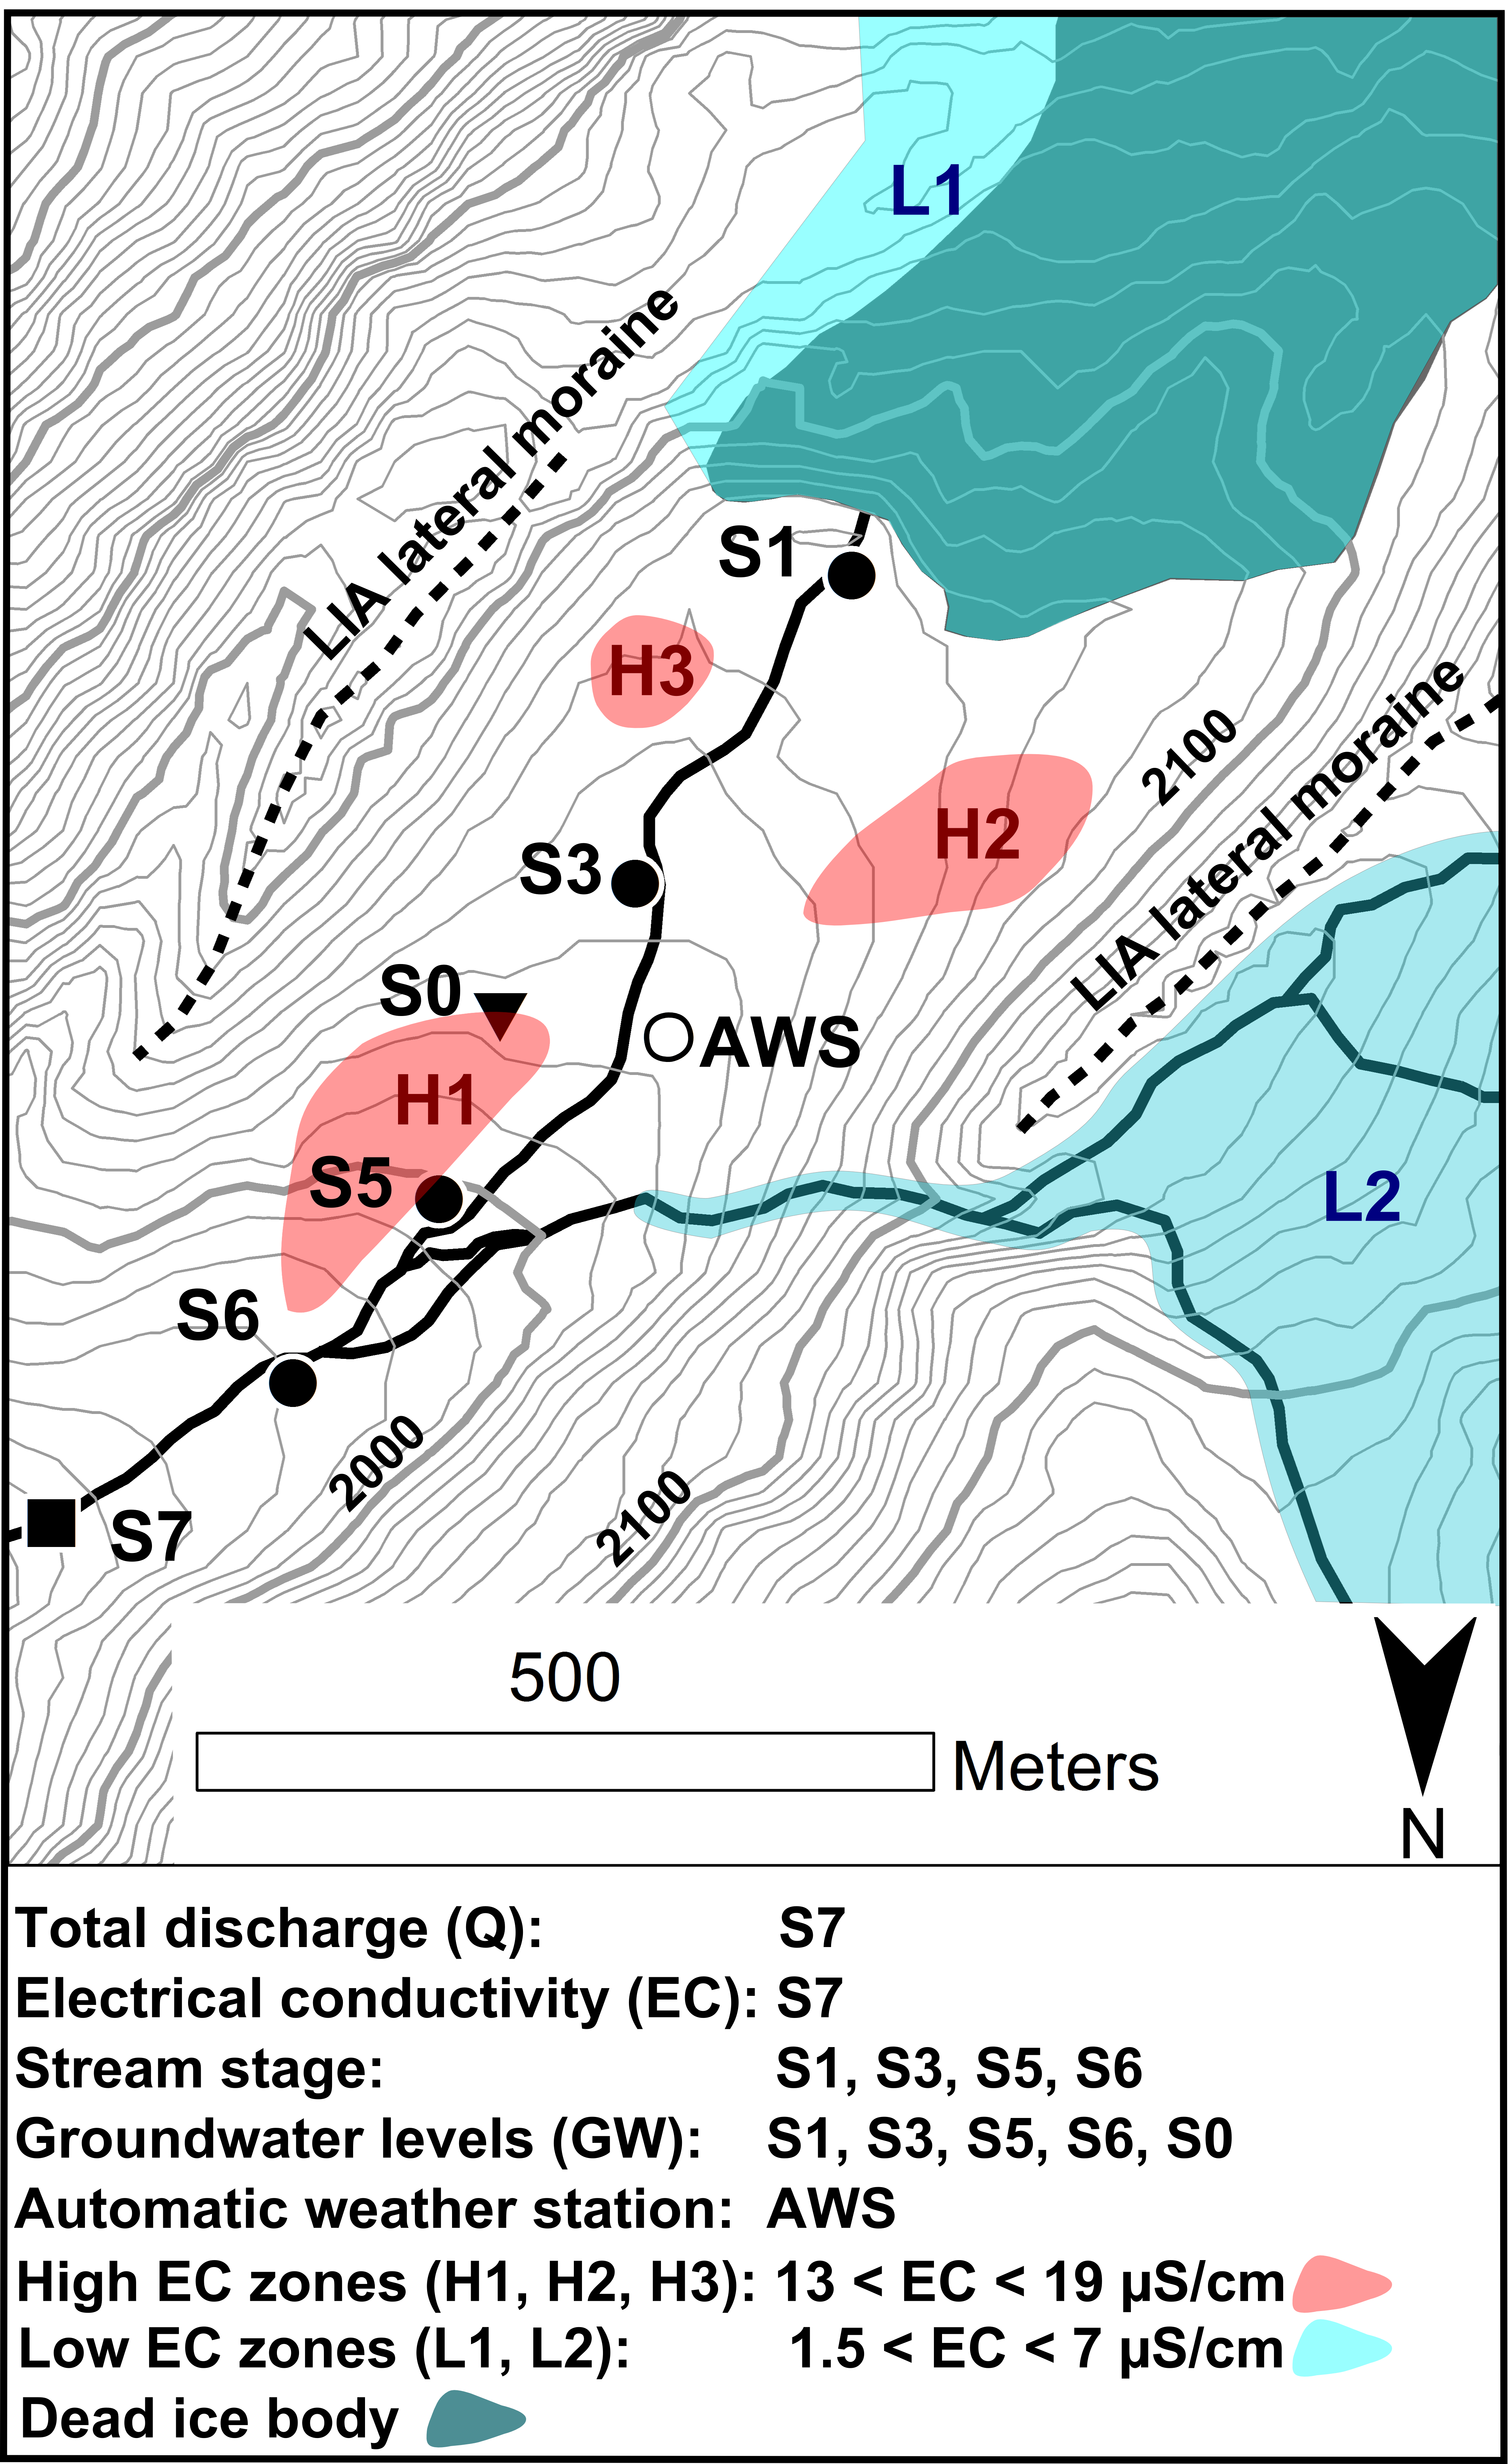 L1
LIA lateral moraine
S1
H3
LIA lateral moraine
2100
H2
S3
S0
AWS
H1
S5
L2
S6
2000
2100
S7
500
Meters
N
Total discharge (Q): S7
Electrical conductivity (EC): S7
Stream stage: S1, S3, S5, S6
Groundwater levels (GW): S1, S3, S5, S6, S0
Automatic weather station: AWS
High EC zones (H1, H2, H3): 13 < EC < 19 µS/cm
Low EC zones (L1, L2): 1.5 < EC < 7 µS/cm
Dead ice body